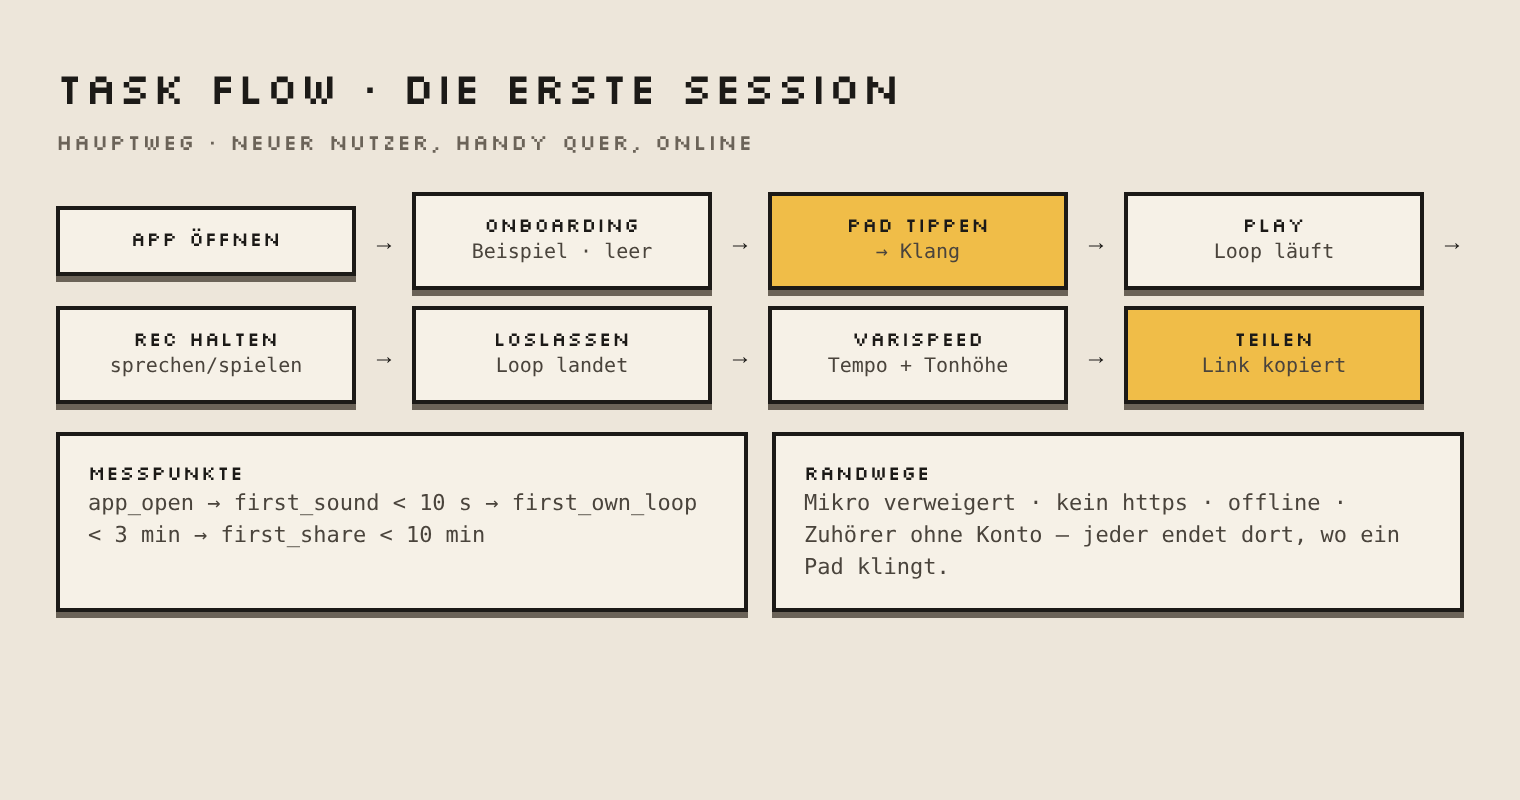 TASK FLOW · DIE ERSTE SESSION
HAUPTWEG · NEUER NUTZER, HANDY QUER, ONLINE
APP ÖFFNEN
→
ONBOARDING
Beispiel · leer
→
PAD TIPPEN
→ Klang
→
PLAY
Loop läuft
→
REC HALTEN
sprechen/spielen
→
LOSLASSEN
Loop landet
→
VARISPEED
Tempo + Tonhöhe
→
TEILEN
Link kopiert
MESSPUNKTE
app_open → first_sound < 10 s → first_own_loop
< 3 min → first_share < 10 min
RANDWEGE
Mikro verweigert · kein https · offline ·
Zuhörer ohne Konto — jeder endet dort, wo ein
Pad klingt.